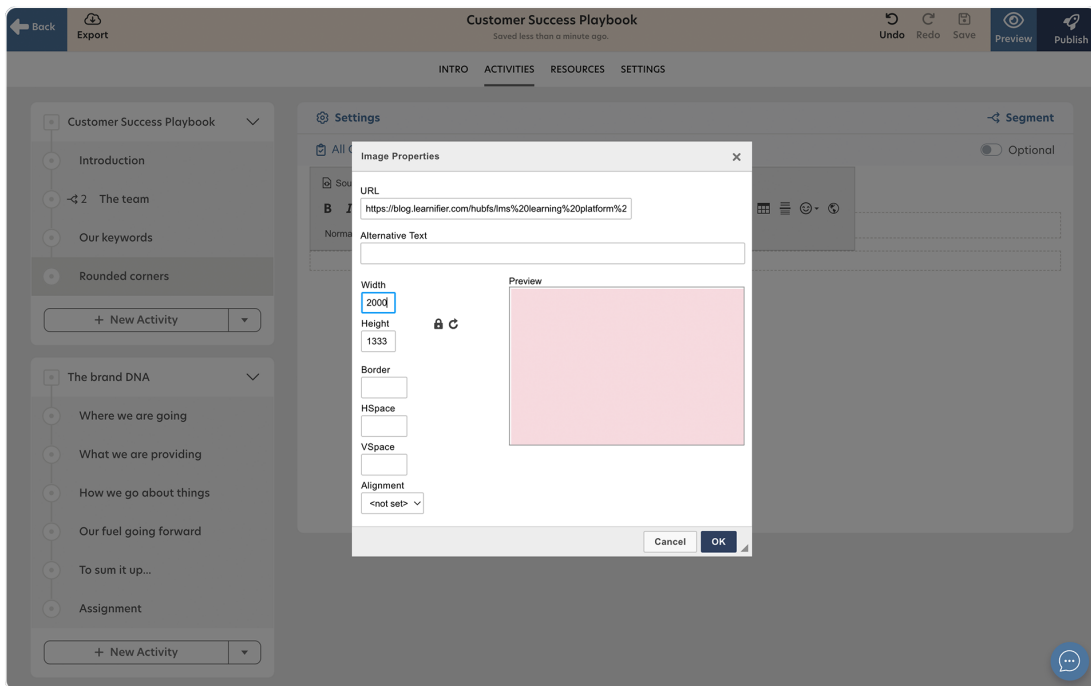 Back
Export
Customer Success Playbook
Saved less than a minute ago.
Undo
Redo
Save
Preview
Publish
INTRO ACTIVITIES RESOURCES SETTINGS
Customer Success Playbook
Introduction
2 The team
Our keywords
Rounded corners
+ New Activity
The brand DNA
Where we are going
What we are providing
How we go about things
Our fuel going forward
To sum it up...
Assignment
+ New Activity
Settings
Segment
All
Optional
Image Properties
URL
https://blog.learnifier.com/hubfs/lms%20learning%20platform%2
Alternative Text
Width
2000
Height
1333
Border
HSpace
VSpace
Alignment
<not set>
Preview
Cancel
OK